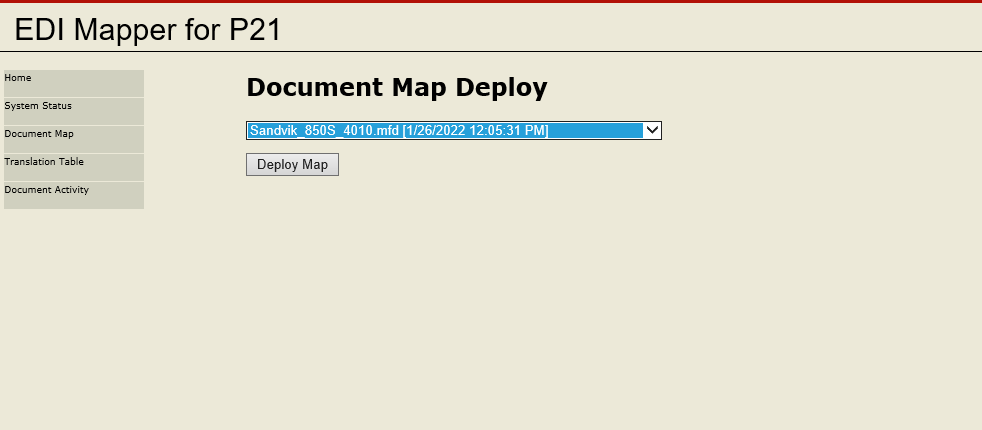 EDI Mapper for P21
Home
System Status
Document Map
Translation Table
Document Activity
Document Map Deploy
Sandvik_850S_4010.mfd [1/26/2022 12:05:31 PM]
Deploy Map